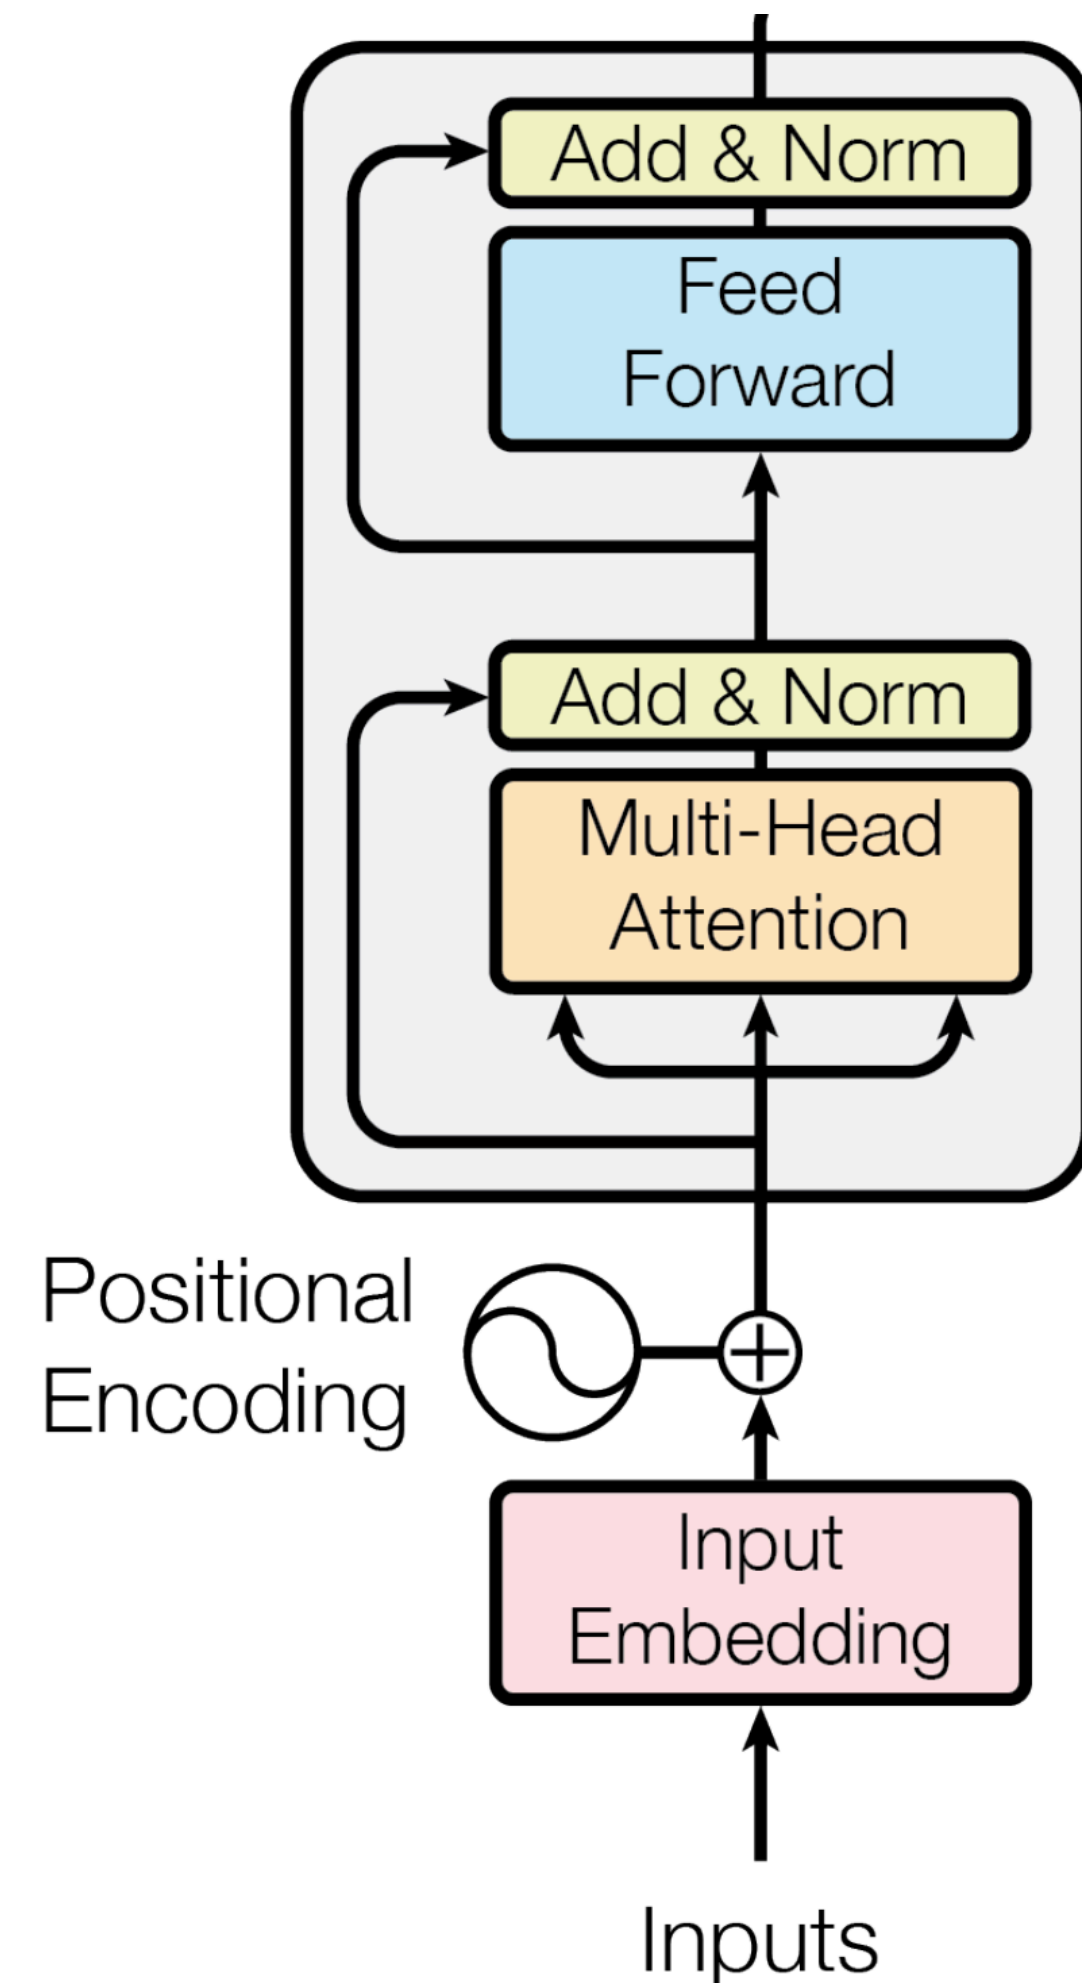 Add & Norm
Feed
Forward
Add & Norm
Multi-Head
Attention
Positional
Encoding
Input
Embedding
Inputs